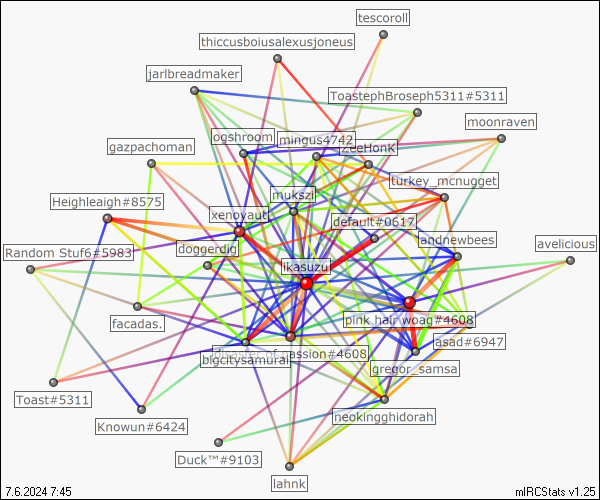 tescoroll
thiccusboiusalexusjoneus
jarlbreadmaker
ToastephBroseph5311#5311
moonraven
ogshroom
mingus4742
ZeeHonK
gazpachoman
turkey_mcnugget
Heighleaigh#8575
mukszi
xenovaut
default#0617
andnewbees
doggerdig
avelicious
Random Stuf6#5983
ikasuzu
facadas.
pink hair woag#4608
asad#6947
bigcitysamurai
passion#4608
gregor_samsa
Toast#5311
neokingghidorah
Knowun#6424
Duck™#9103
lahnk
7.6.2024 7:45
mIRCStats v1.25